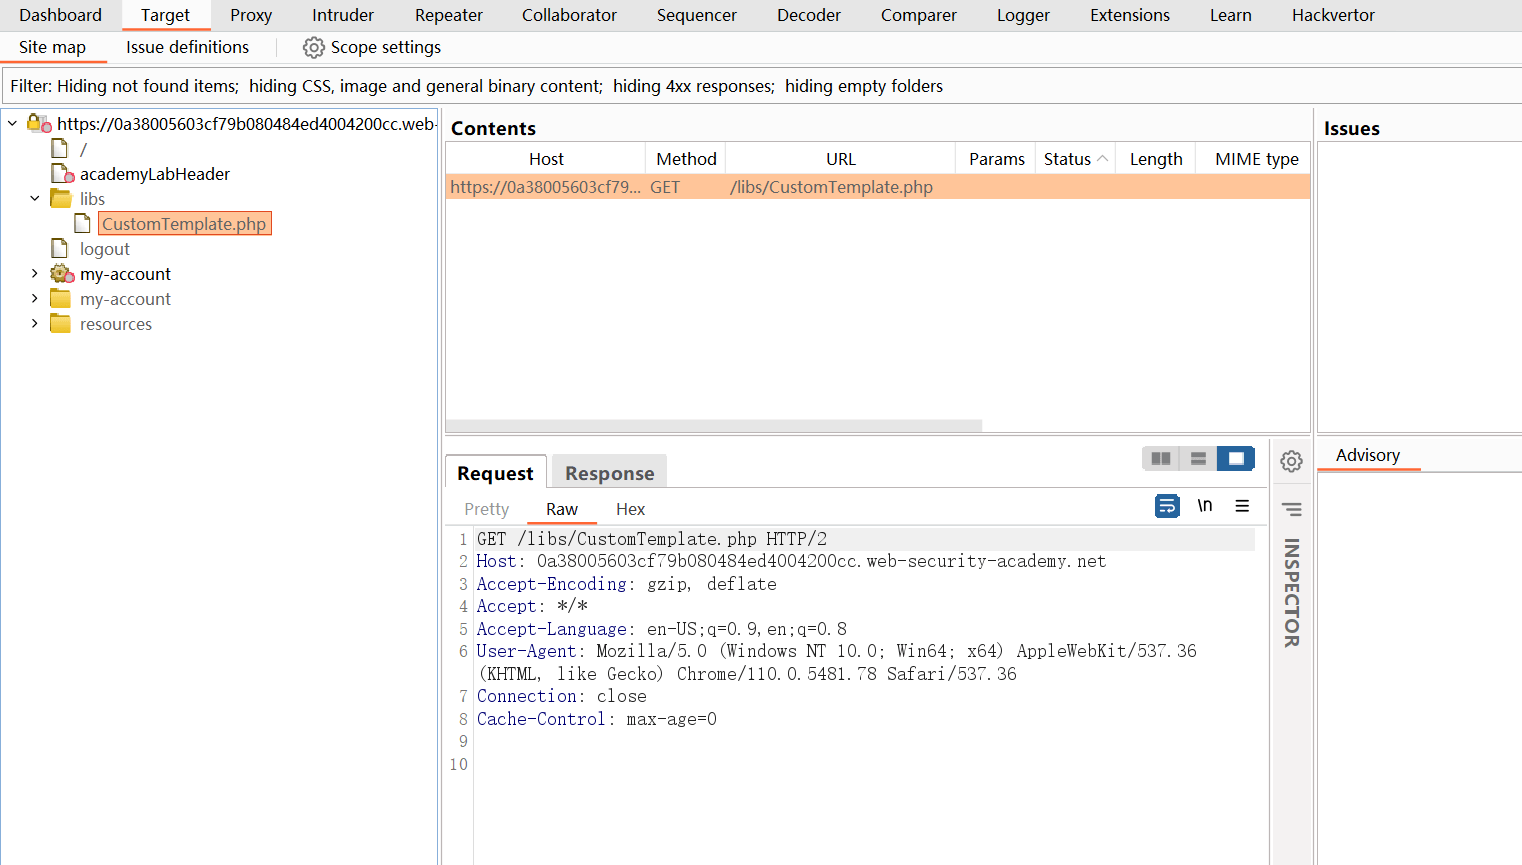 Dashboard Target Proxy Intruder Repeater Collaborator Sequencer Decoder Comparer Logger Extensions Learn Hackvertor
Site map Issue definitions Scope settings
Filter: Hiding not found items; hiding CSS, image and general binary content; hiding 4xx responses; hiding empty folders
https://0a38005603cf79b080484ed4004200cc.web-
/
academyLabHeader
libs
CustomTemplate.php
logout
my-account
my-account
resources
Contents
Host Method URL Params Status Length MIME type
https://0a38005603cf79... GET /libs/CustomTemplate.php
Issues
Request Response
Pretty Raw Hex \n
1 GET /libs/CustomTemplate.php HTTP/2
2 Host: 0a38005603cf79b080484ed4004200cc.web-security-academy.net
3 Accept-Encoding: gzip, deflate
4 Accept: */*
5 Accept-Language: en-US;q=0.9,en;q=0.8
6 User-Agent: Mozilla/5.0 (Windows NT 10.0; Win64; x64) AppleWebKit/537.36
(KHTML, like Gecko) Chrome/110.0.5481.78 Safari/537.36
7 Connection: close
8 Cache-Control: max-age=0
9
10
INSPECTOR
Advisory